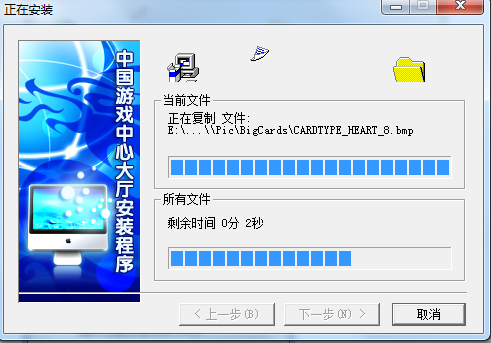 正在安装
中国游戏中心大厅安装程序
当前文件
正在复制 文件:
E:\...\\Pic\BigCards\CARDTYPE_HEART_8.bmp
所有文件
剩余时间 0分 2秒
< 上一步(B)
下一步(N) >
取消